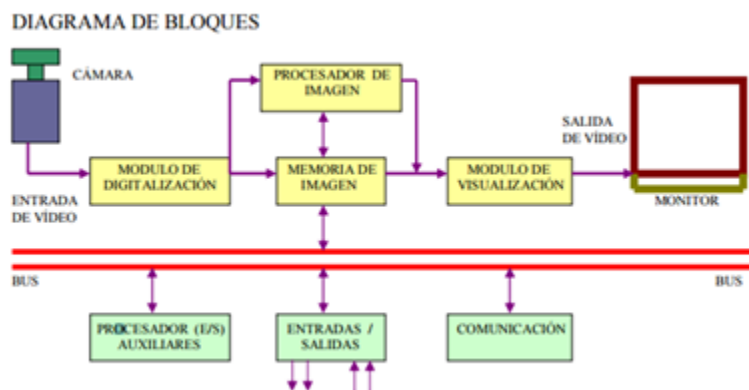 DIAGRAMA DE BLOQUES
CÁMARA
PROCESADOR DE
IMAGEN
SALIDA
DE VÍDEO
MODULO DE
DIGITALIZACIÓN
MEMORIA DE
IMAGEN
MODULO DE
VISUALIZACIÓN
ENTRADA
DE VÍDEO
MONITOR
BUS
BUS
PROCESADOR (E/S)
AUXILIARES
ENTRADAS /
SALIDAS
COMUNICACIÓN